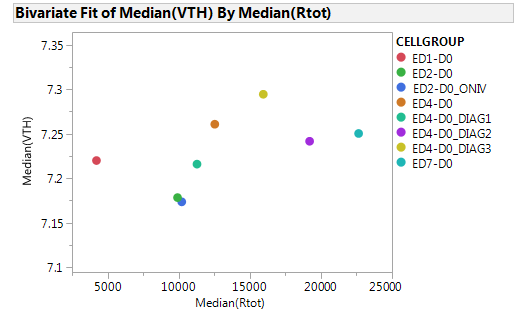 Bivariate Fit of Median(VTH) By Median(Rtot)
7.35
7.3
7.25
7.2
7.15
7.1
Median(VTH)
5000 10000 15000 20000 25000
Median(Rtot)
CELLGROUP
ED1-D0
ED2-D0
ED2-D0_ONIV
ED4-D0
ED4-D0_DIAG1
ED4-D0_DIAG2
ED4-D0_DIAG3
ED7-D0